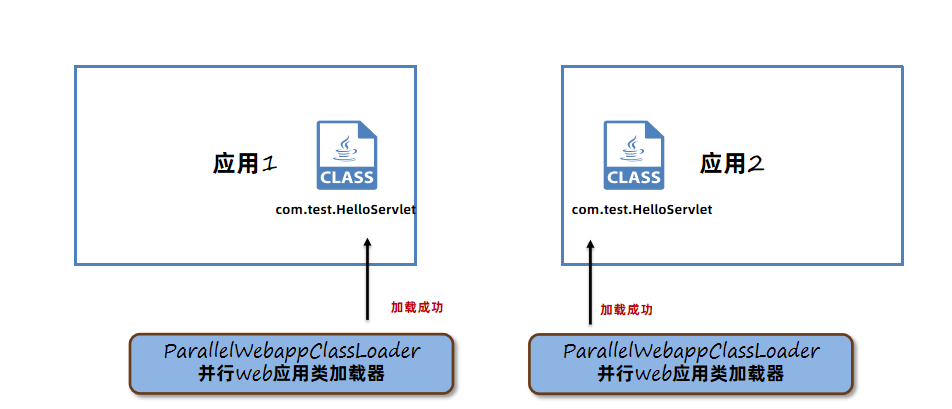 应用1
CLASS
com.test.HelloServlet
加载成功
ParallelWebappClassLoader
并行Web应用类加载器
CLASS
应用2
com.test.HelloServlet
加载成功
ParallelWebappClassLoader
并行Web应用类加载器